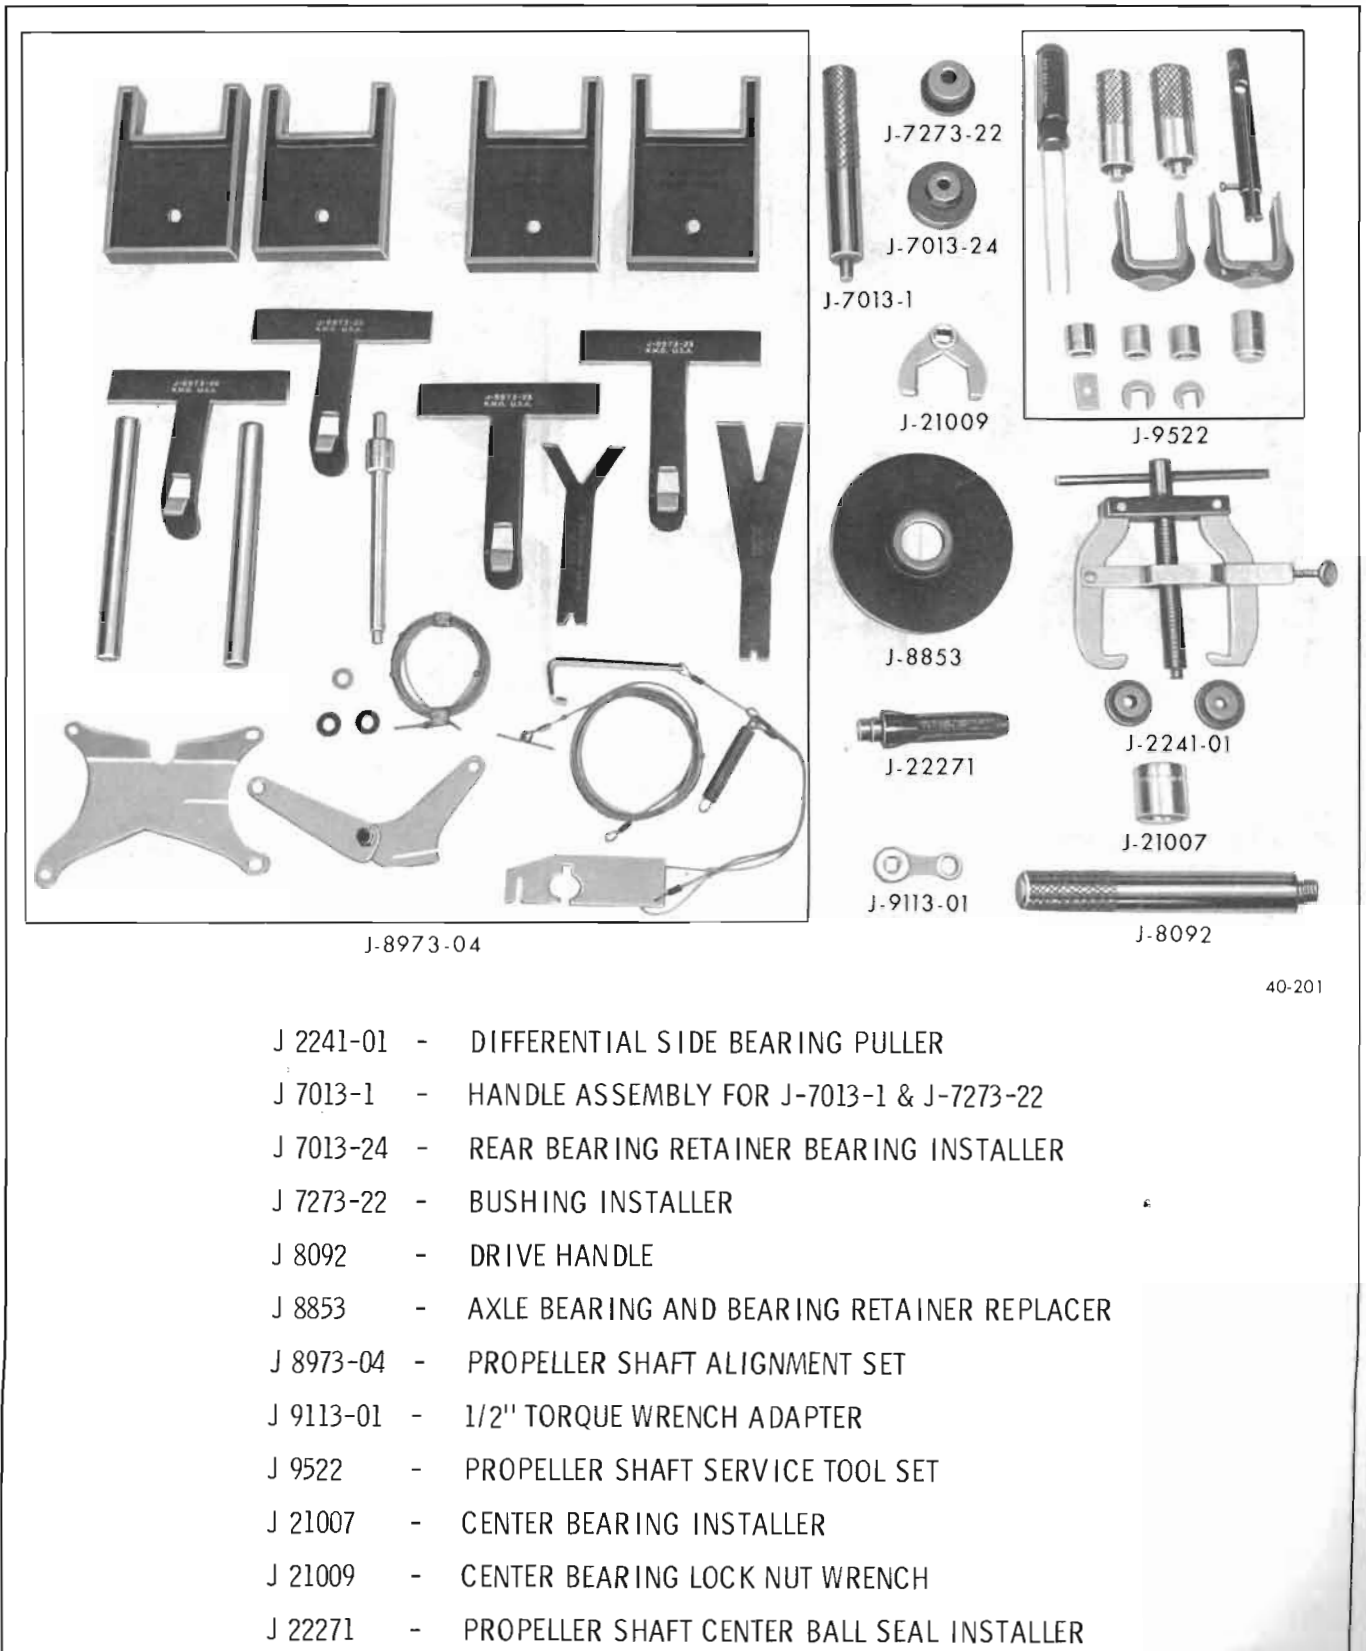 J-7273-22
J-7013-24
J-7013-1
J-21009
J-9522
J-8853
J-2241-01
J-22271
J-21007
J-9113-01
J-8092
J-8973-04
40-201
J 2241-01 - DIFFERENTIAL SIDE BEARING PULLER
J 7013-1 - HANDLE ASSEMBLY FOR J-7013-1 & J-7273-22
J 7013-24 - REAR BEARING RETAINER BEARING INSTALLER
J 7273-22 - BUSHING INSTALLER
J 8092 - DRIVE HANDLE
J 8853 - AXLE BEARING AND BEARING RETAINER REPLACER
J 8973-04 - PROPELLER SHAFT ALIGNMENT SET
J 9113-01 - 1/2" TORQUE WRENCH ADAPTER
J 9522 - PROPELLER SHAFT SERVICE TOOL SET
J 21007 - CENTER BEARING INSTALLER
J 21009 - CENTER BEARING LOCK NUT WRENCH
J 22271 - PROPELLER SHAFT CENTER BALL SEAL INSTALLER